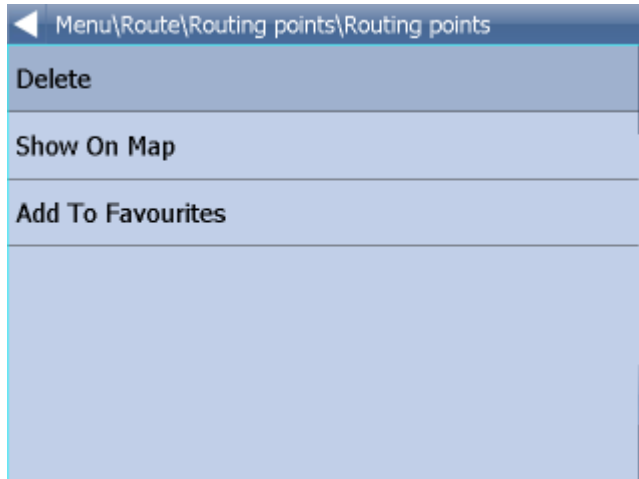 Menu\Route\Routing points\Routing points
Delete
Show On Map
Add To Favourites